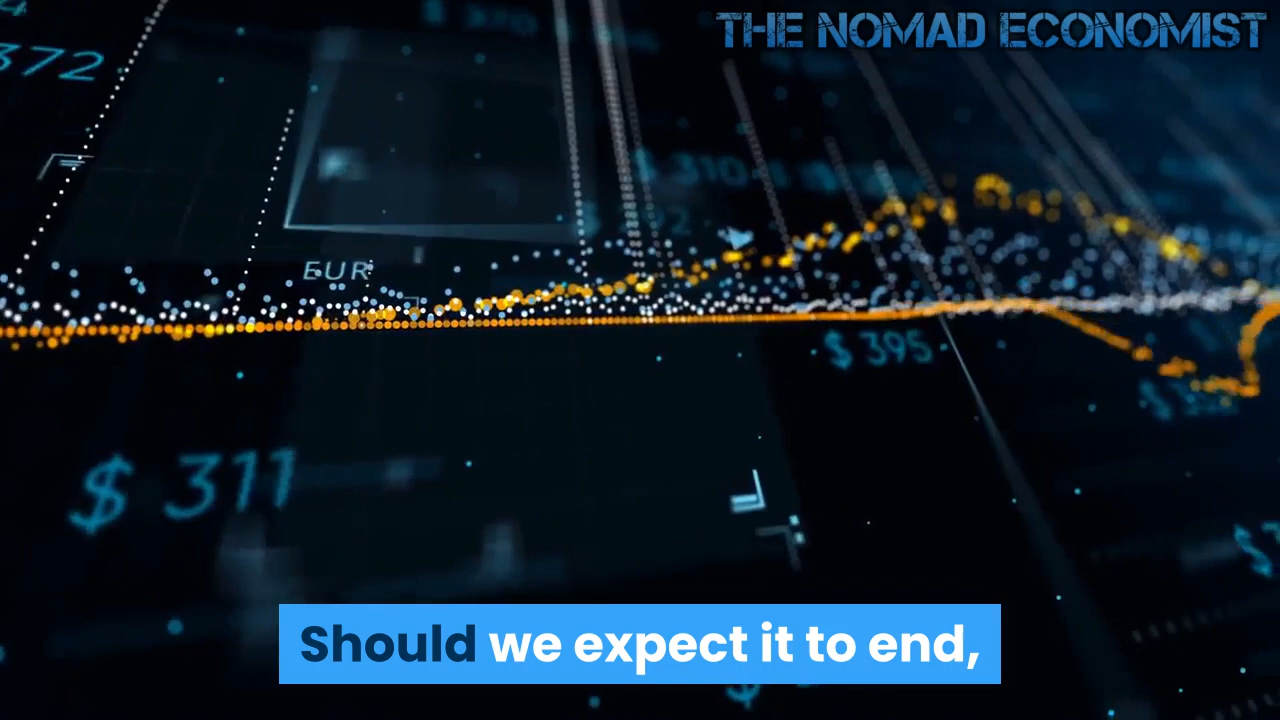 THE NOMAD ECONOMIST
372
EUR
$ 395
$ 311
Should we expect it to end,